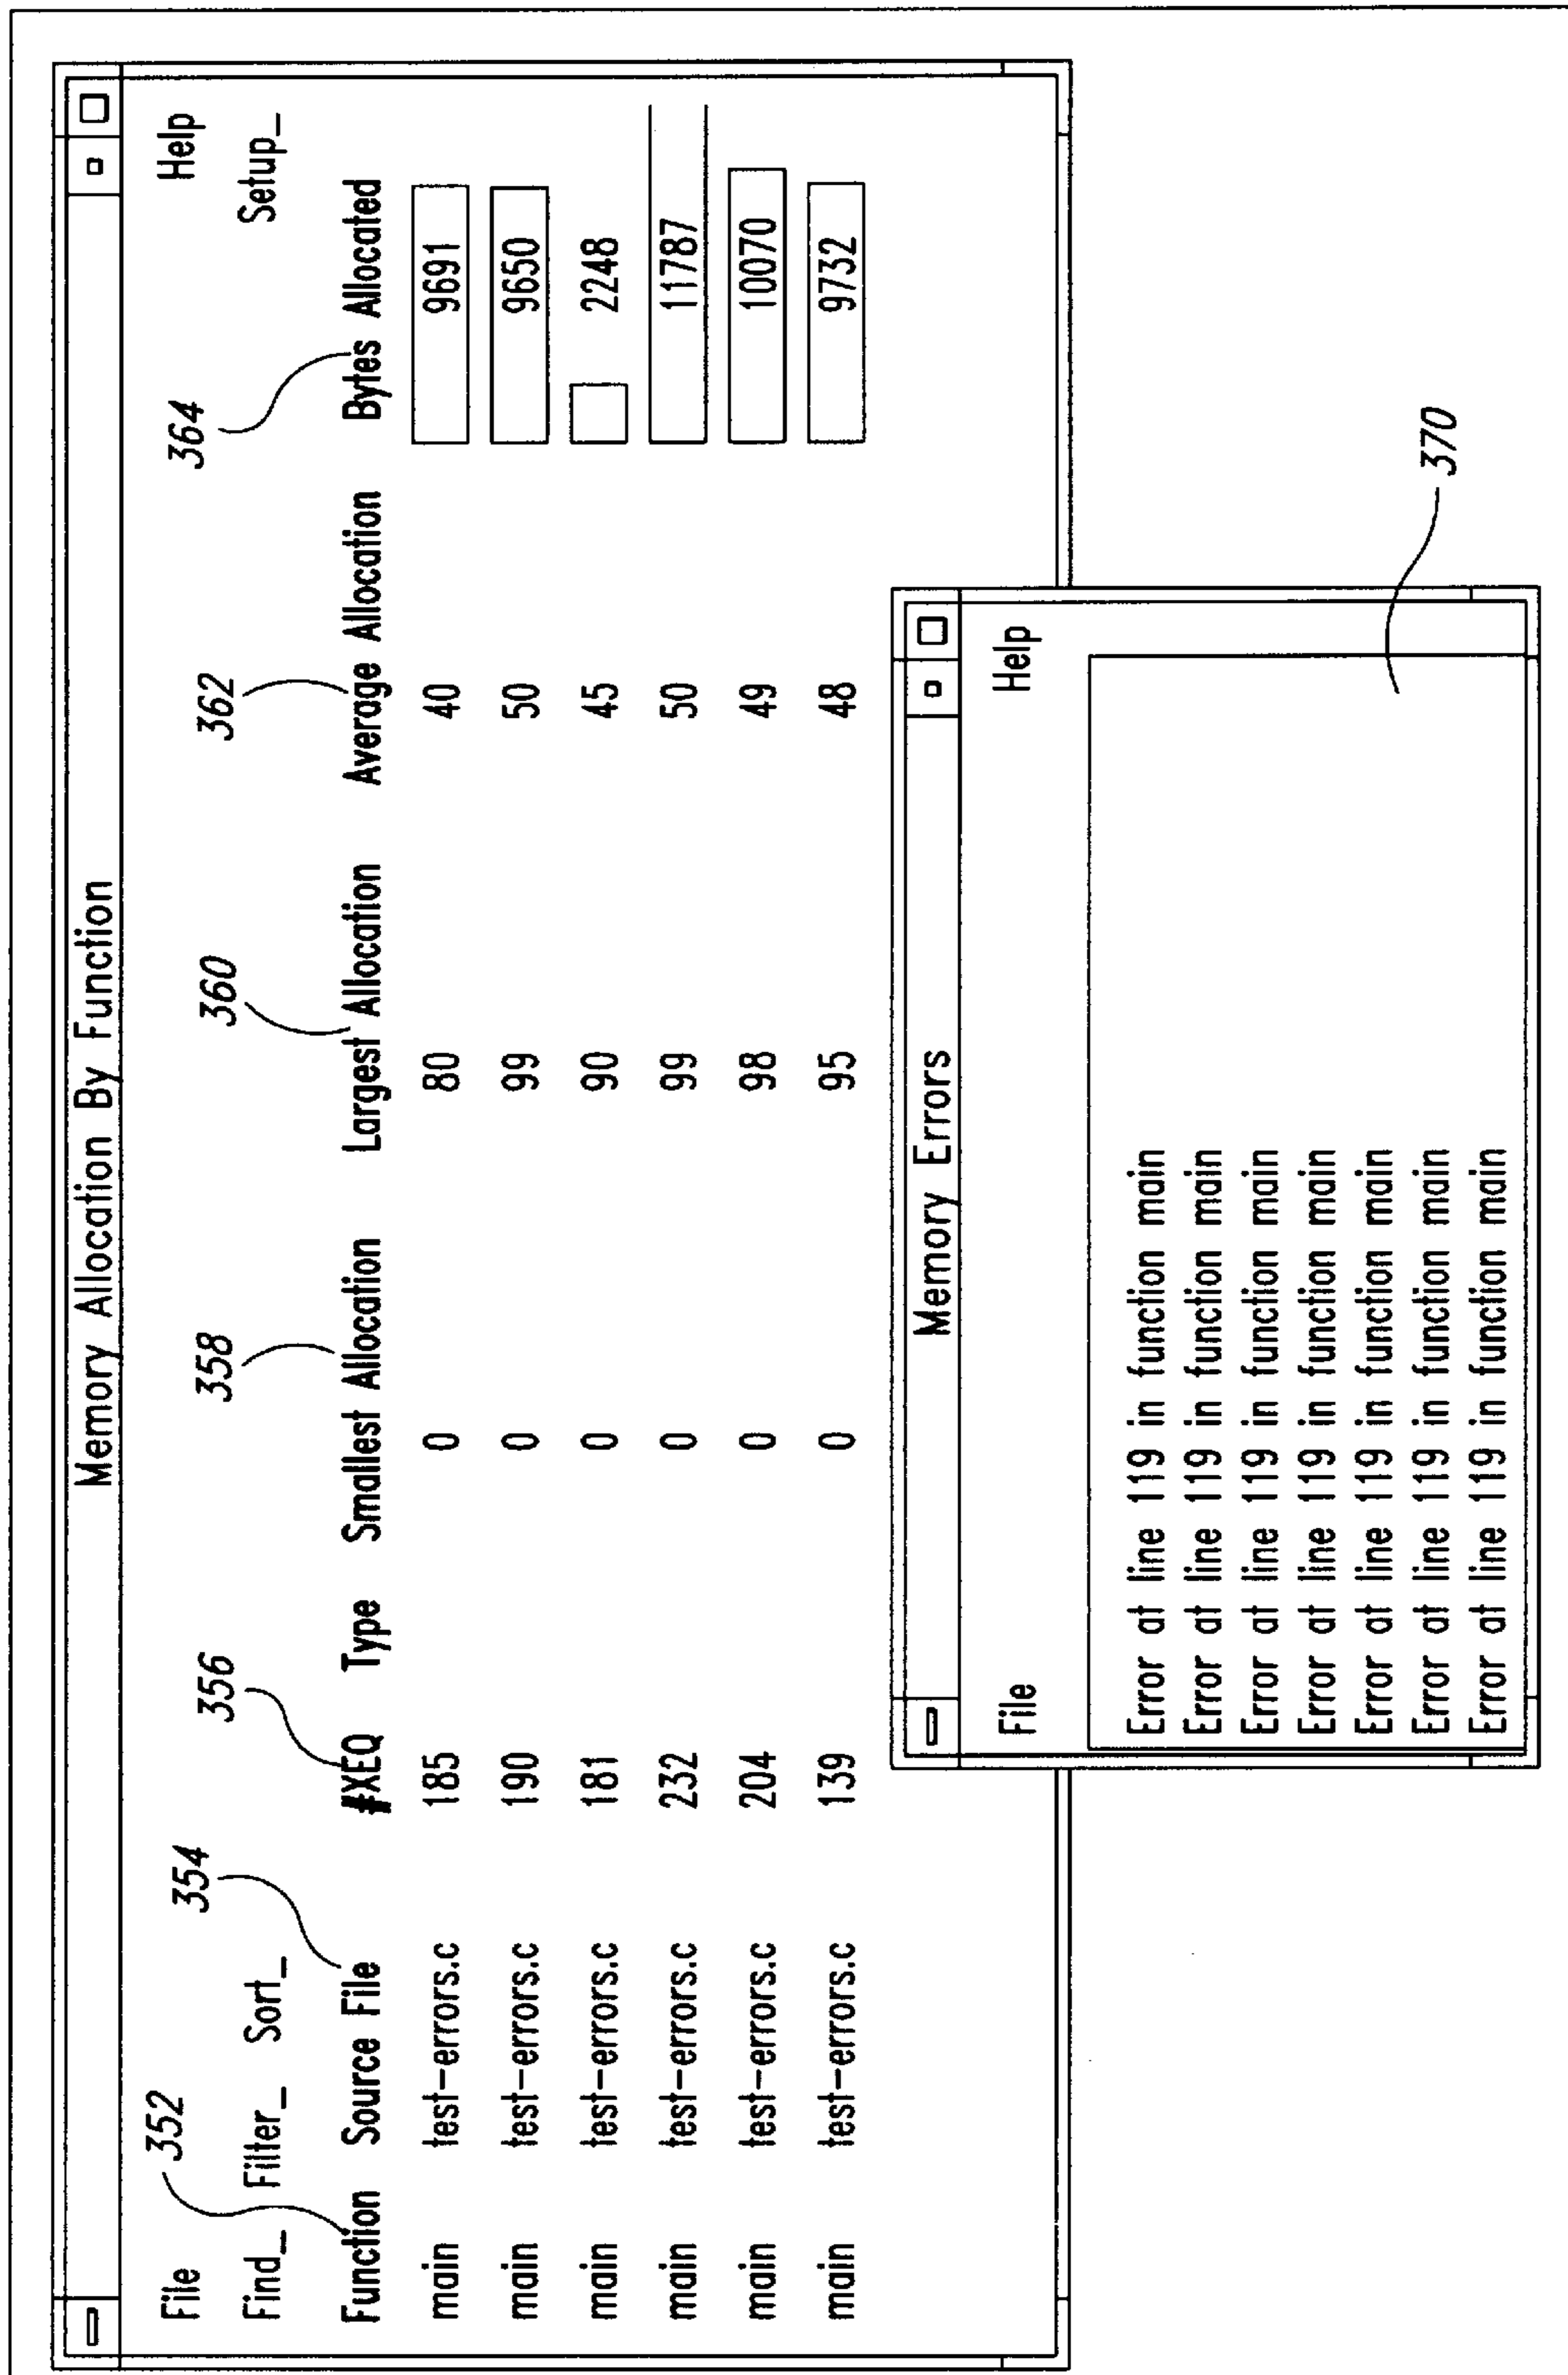 Memory Allocation By Function
File Help
Find_ Filter_ Sort_ Setup_
352 354 356 358 360 362 364
Function Source File #XEQ Type Smallest Allocation Largest Allocation Average Allocation Bytes Allocated
main test-errors.c 185 0 80 40 9691
main test-errors.c 190 0 99 50 9650
main test-errors.c 181 0 90 45 2248
main test-errors.c 232 0 99 50 11787
main test-errors.c 204 0 98 49 10070
main test-errors.c 139 0 95 48 9732
Memory Errors
File Help
Error at line 119 in function main
Error at line 119 in function main
Error at line 119 in function main
Error at line 119 in function main
Error at line 119 in function main
Error at line 119 in function main
Error at line 119 in function main
370